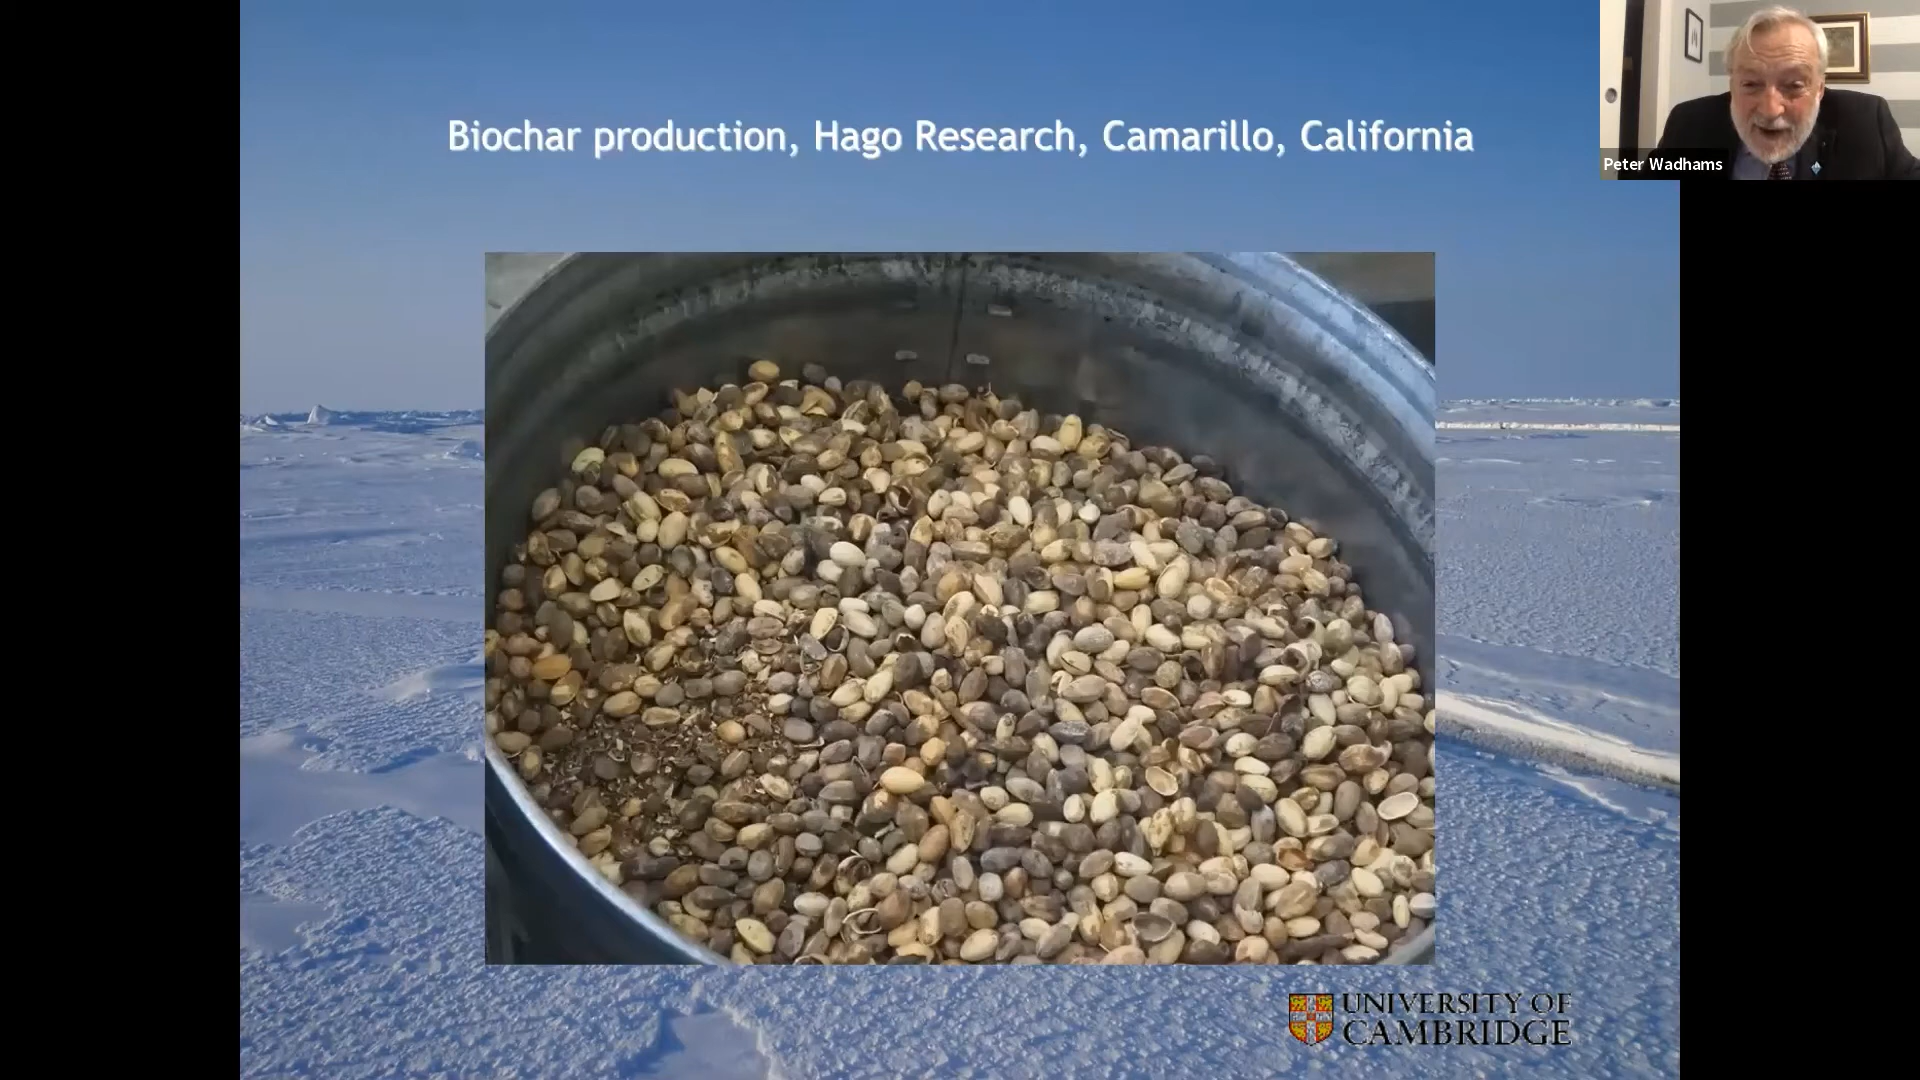 Biochar production, Hago Research, Camarillo, California
Peter Wadhams
UNIVERSITY OF
CAMBRIDGE